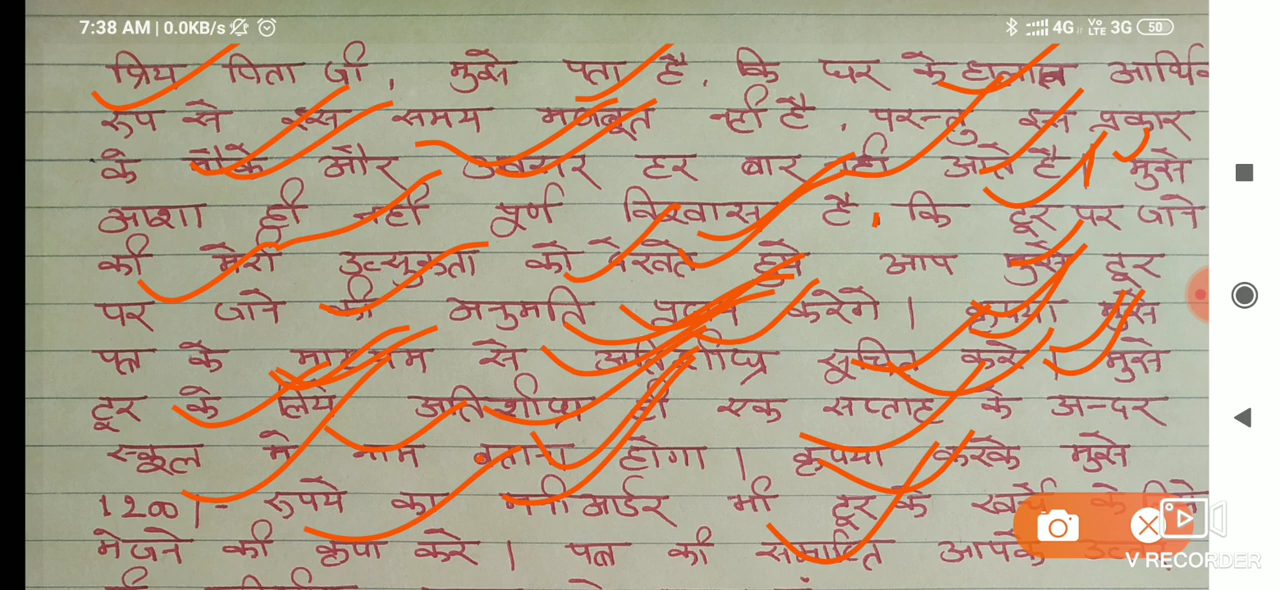 7:38 AM | 0.0KB/s 4G VoLTE 3G 50
प्रिय पिता जी, मुझे पता है, कि घर के हालात आर्थिक
रूप से इस समय मजबूत नहीं है, परन्तु इस प्रकार
के मौके और अवसर हर बार नहीं आते है। मुझे
आशा ही नहीं पूर्ण विश्वास है, कि टूर पर जाने
की मेरी उत्सुकता को देखते हुये आप मुझे टूर
पर जाने की अनुमति प्रदान करेंगे। कृपया मुझे
पत्र के माध्यम से अतिशीघ्र सूचित करे। मुझे
टूर के लिये अतिशीघ्र ही एक सप्ताह के अन्दर
स्कूल मे नाम बताना होगा। कृपया करके मुझे
1200/- रूपये का मनीआर्डर भी टूर के खर्चे के लिये
भेजने की कृपा करे। पत्र की समाप्ति आपके
V RECORDER